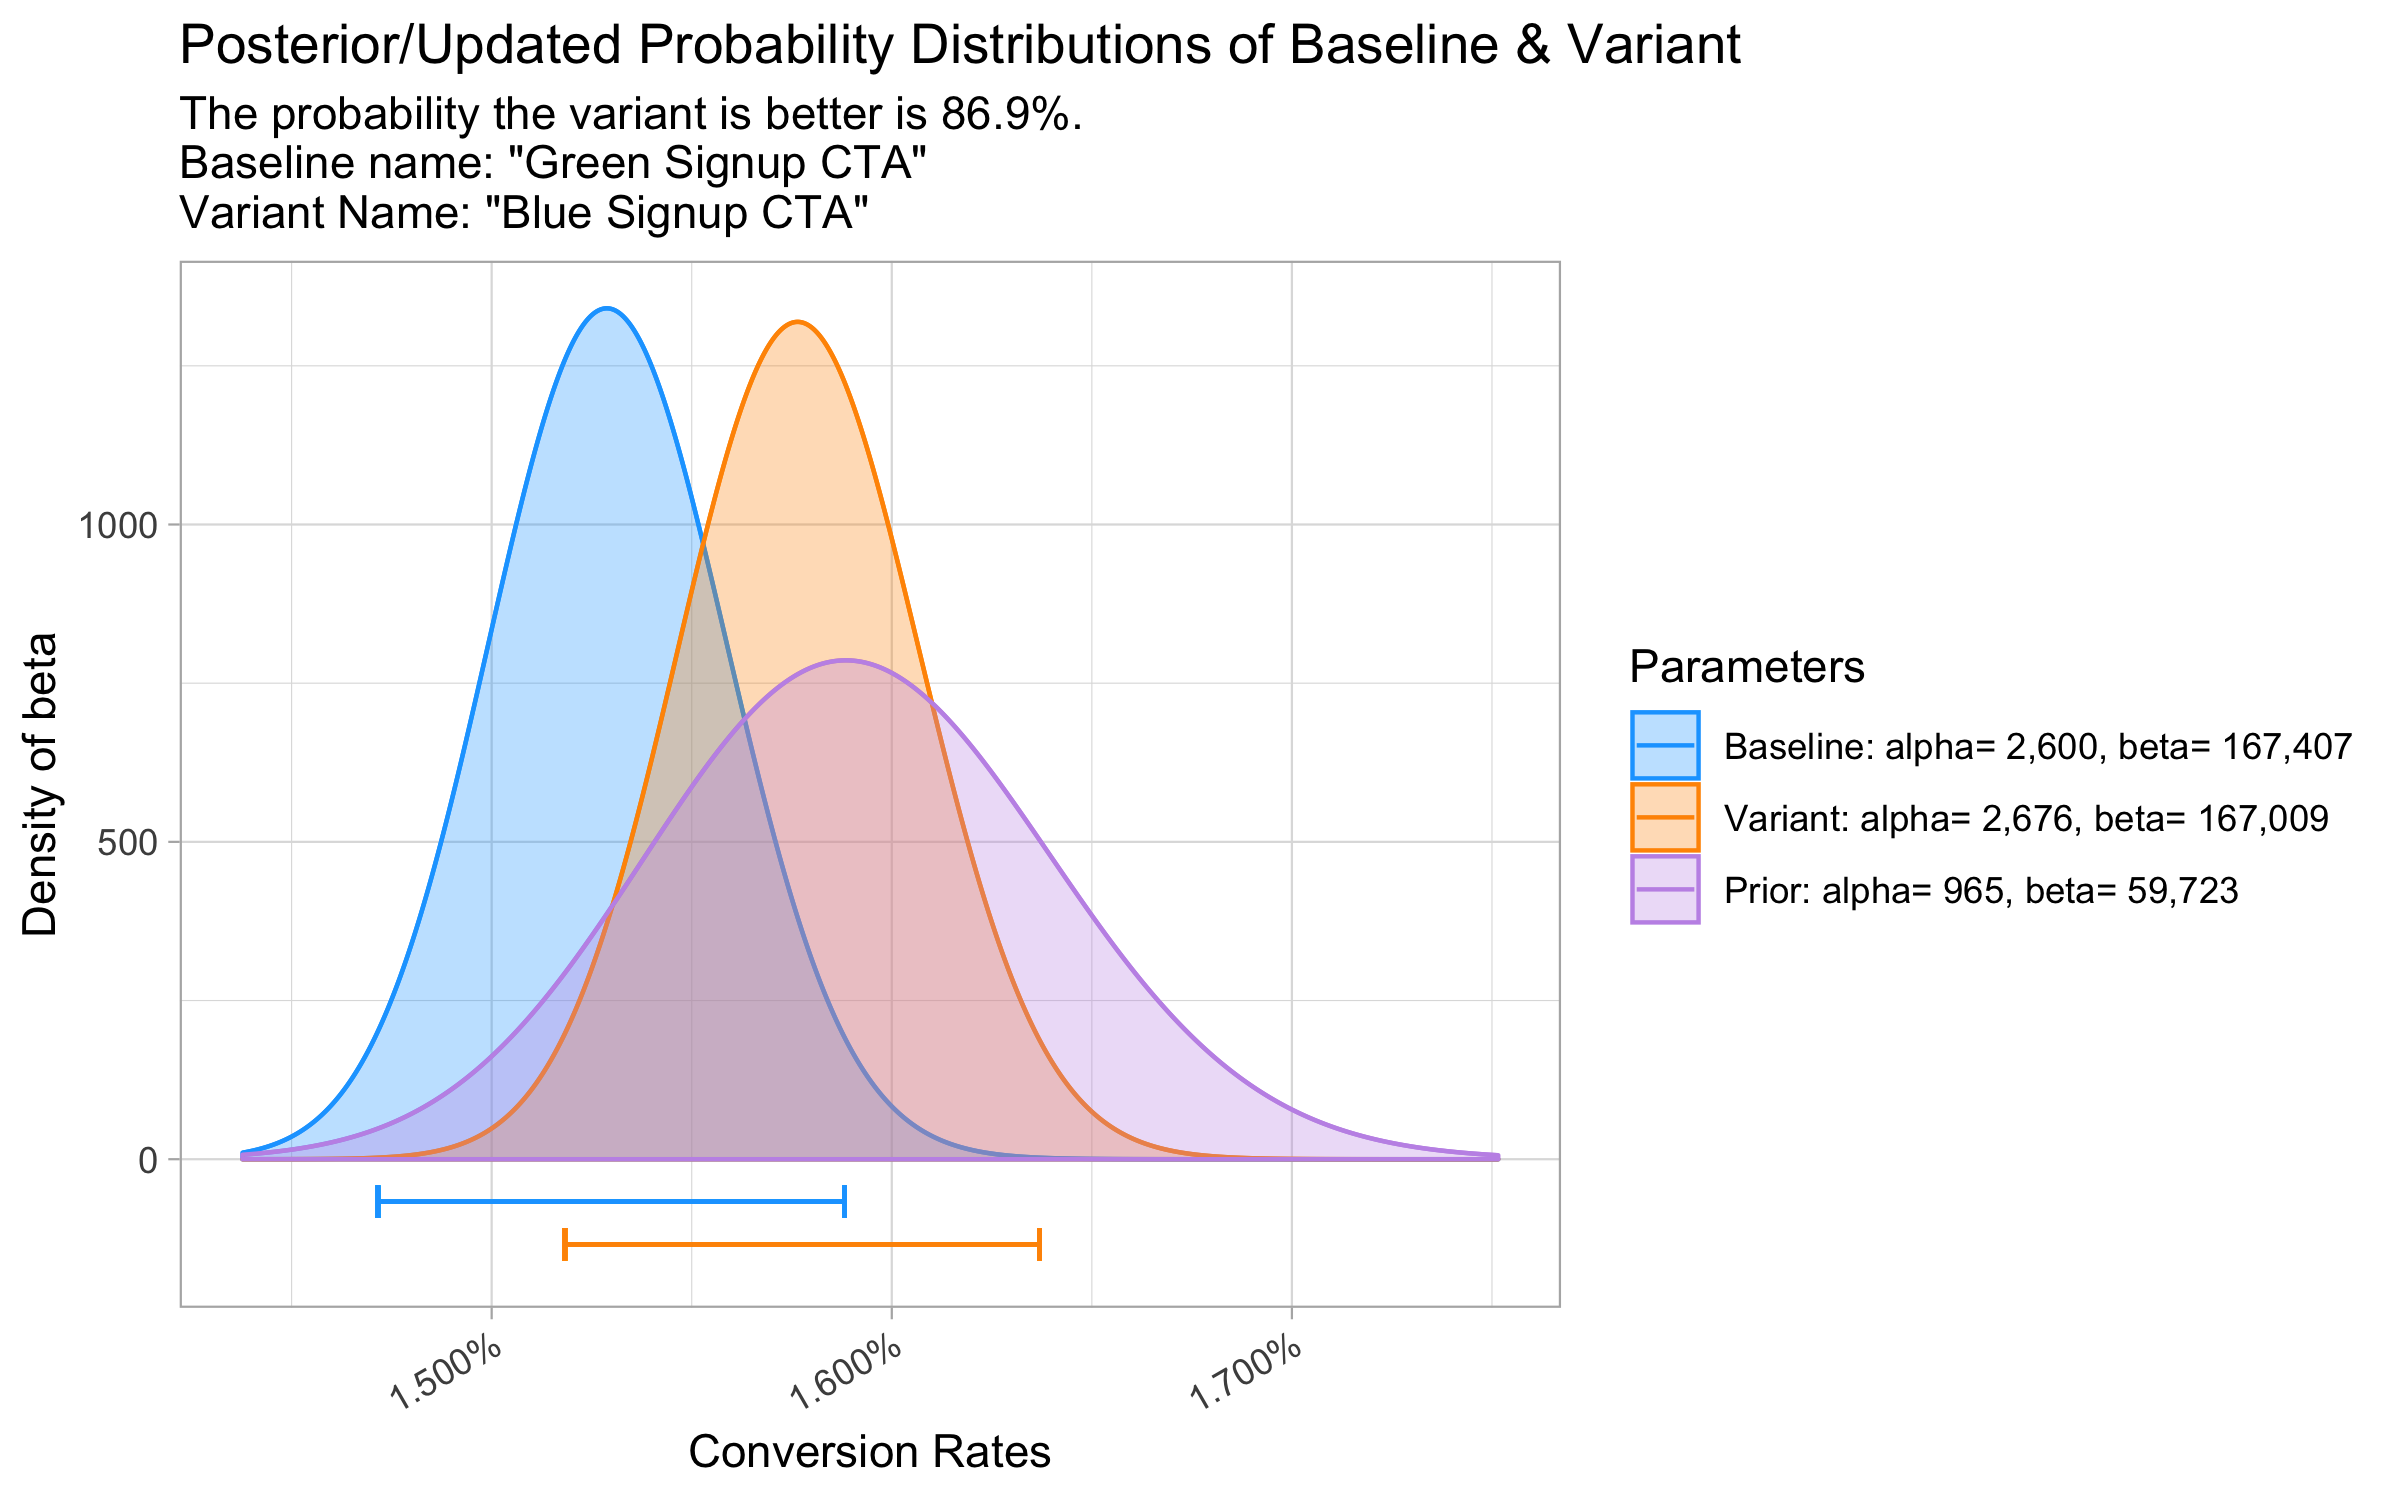 Posterior/Updated Probability Distributions of Baseline & Variant
The probability the variant is better is 86.9%.
Baseline name: "Green Signup CTA"
Variant Name: "Blue Signup CTA"
Density of beta
1000
500
0
1.500%
1.600%
1.700%
Conversion Rates
Parameters
Baseline: alpha= 2,600, beta= 167,407
Variant: alpha= 2,676, beta= 167,009
Prior: alpha= 965, beta= 59,723